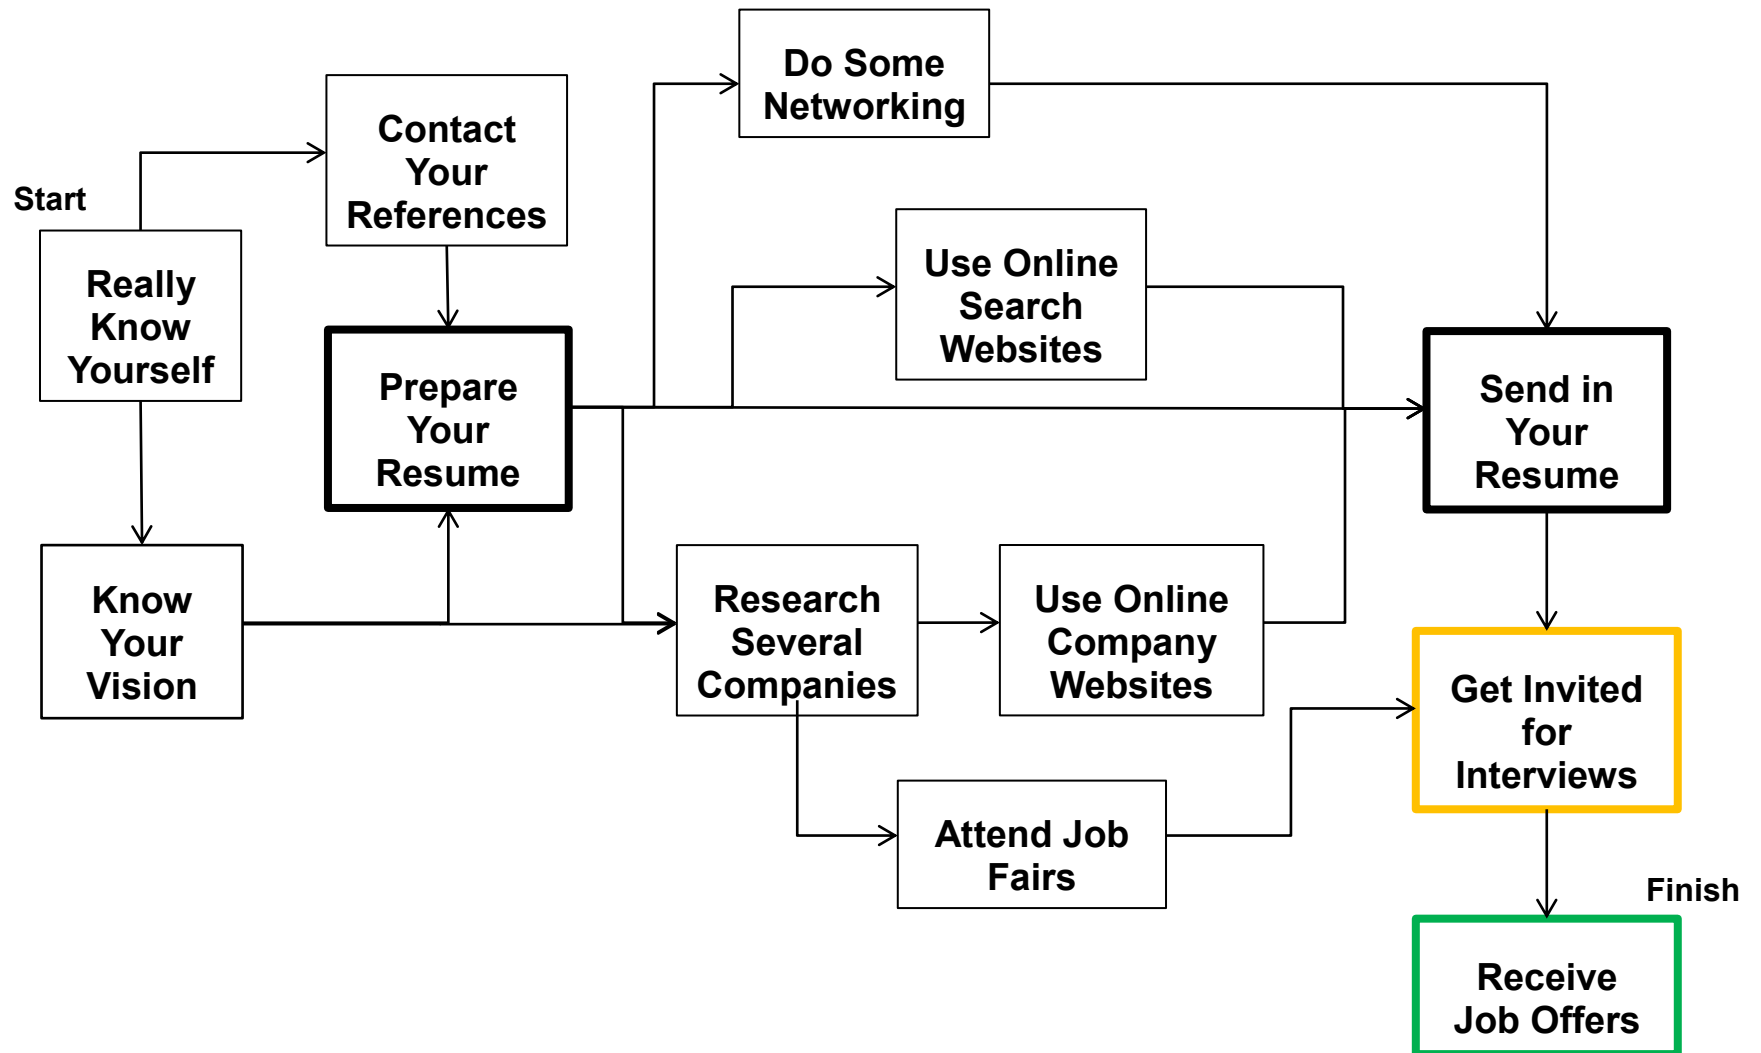 Start
Really
Know
Yourself
Contact
Your
References
Know
Your
Vision
Prepare
Your
Resume
Do Some
Networking
Use Online
Search
Websites
Research
Several
Companies
Use Online
Company
Websites
Attend Job
Fairs
Send in
Your
Resume
Get Invited
for
Interviews
Finish
Receive
Job Offers